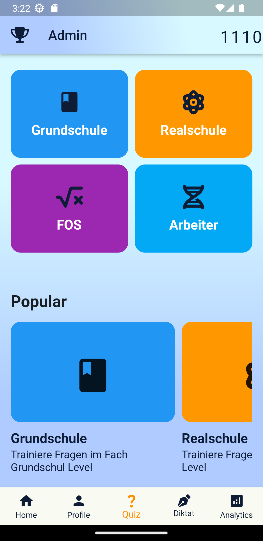 3:22
Admin
1110
Grundschule
Realschule
FOS
Arbeiter
Popular
Grundschule
Trainiere Fragen im Fach
Grundschul Level
Realschule
Trainiere Frage
Level
Home
Profile
?
Quiz
Diktat
Analytics